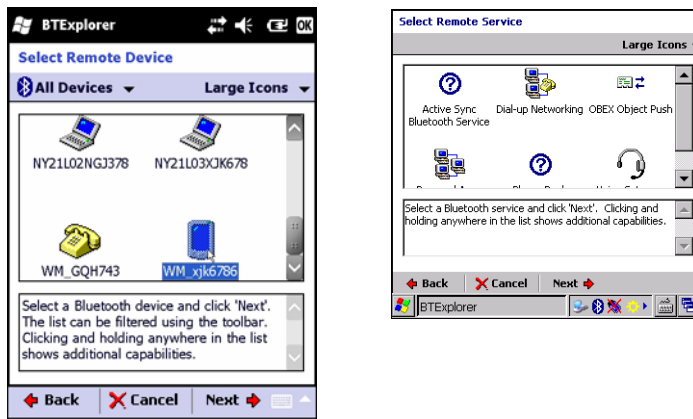 BTExplorer
OK
Select Remote Device
All Devices
Large Icons
NY21L02NGJ378
NY21L03XJK678
WM_GQH743
WM_xjk6786
Select a Bluetooth device and click 'Next'.
The list can be filtered using the toolbar.
Clicking and holding anywhere in the list
shows additional capabilities.
Back
Cancel
Next
Select Remote Service
Large Icons
Active Sync
Bluetooth Service
Dial-up Networking
OBEX Object Push
Select a Bluetooth service and click 'Next'. Clicking and
holding anywhere in the list shows additional capabilities.
Back
Cancel
Next
BTExplorer